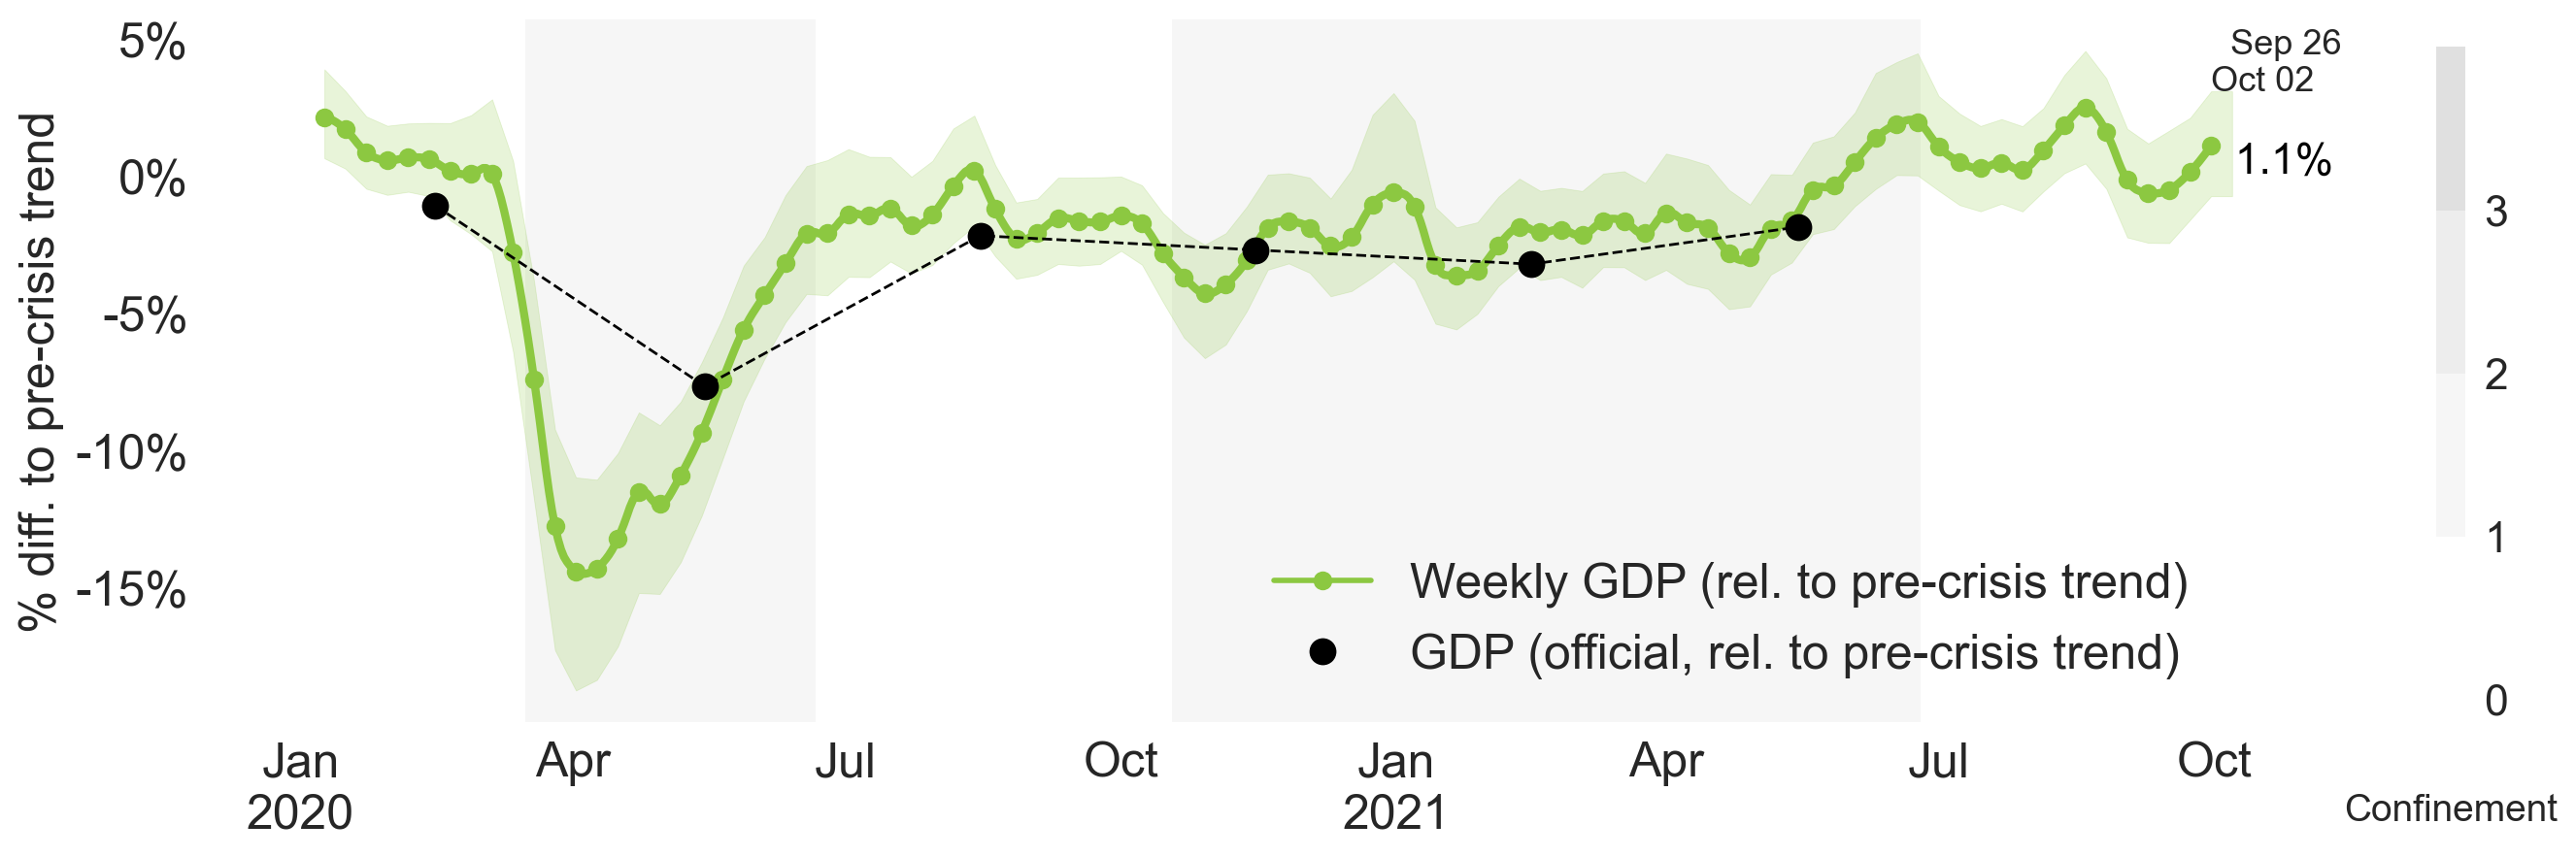 % diff. to pre-crisis trend
5%
0%
-5%
-10%
-15%
Sep 26
Oct 02
1.1%
Weekly GDP (rel. to pre-crisis trend)
GDP (official, rel. to pre-crisis trend)
Jan Apr Jul Oct Jan Apr Jul Oct
2020 2021
3
2
1
0
Confinement